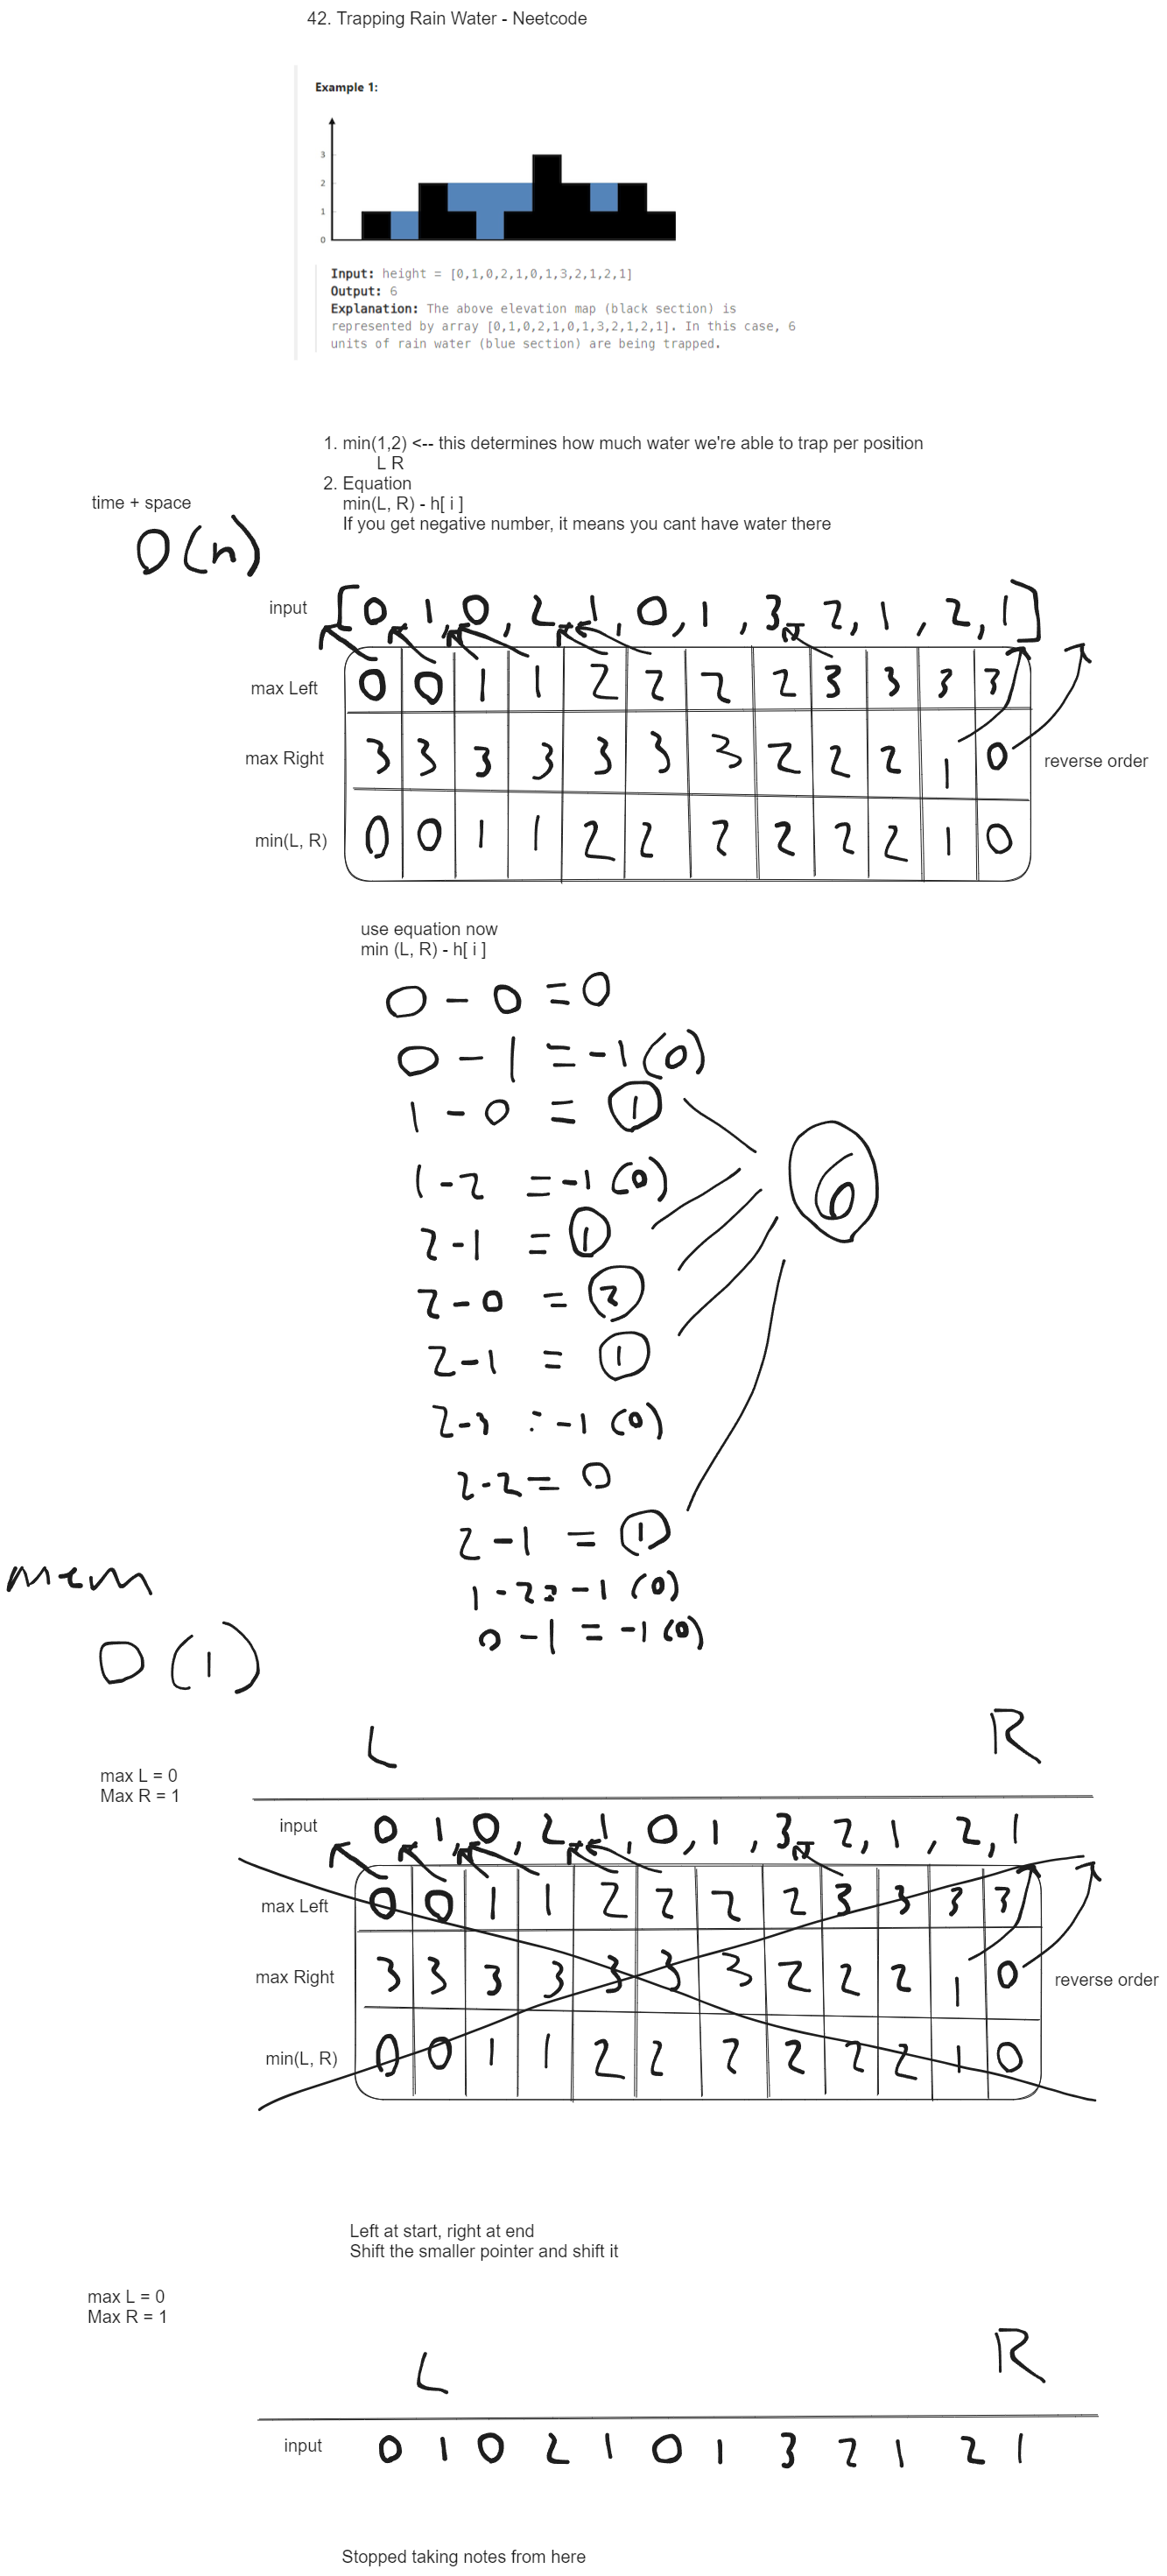 42. Trapping Rain Water - Neetcode
Example 1:
3
2
1
0
Input: height = [0,1,0,2,1,0,1,3,2,1,2,1]
Output: 6
Explanation: The above elevation map (black section) is
represented by array [0,1,0,2,1,0,1,3,2,1,2,1]. In this case, 6
units of rain water (blue section) are being trapped.
1. min(1,2) <-- this determines how much water we're able to trap per position
L R
2. Equation
min(L, R) - h[ i ]
If you get negative number, it means you cant have water there
time + space
O(n)
input [0, 1, 0, 2, 1, 0, 1, 3, 2, 1, 2, 1]
max Left 0 0 1 1 2 2 2 2 3 3 3 3
max Right 3 3 3 3 3 3 3 2 2 2 1 0 reverse order
min(L, R) 0 0 1 1 2 2 2 2 2 2 1 0
use equation now
min (L, R) - h[ i ]
0 - 0 = 0
0 - 1 = -1 (0)
1 - 0 = 1
1 - 2 = -1 (0)
6
2 - 1 = 1
2 - 0 = 2
2 - 1 = 1
2 - 3 = -1 (0)
2 - 2 = 0
2 - 1 = 1
1 - 2 = -1 (0)
0 - 1 = -1 (0)
mem
O(1)
L R
max L = 0
Max R = 1
input 0, 1, 0, 2, 1, 0, 1, 3, 2, 1, 2, 1
max Left 0 0 1 1 2 2 2 2 3 3 3 3
max Right 3 3 3 3 3 3 3 2 2 2 1 0 reverse order
min(L, R) 0 0 1 1 2 2 2 2 2 2 1 0
Left at start, right at end
Shift the smaller pointer and shift it
max L = 0
Max R = 1
L R
input 0 1 0 2 1 0 1 3 2 1 2 1
Stopped taking notes from here